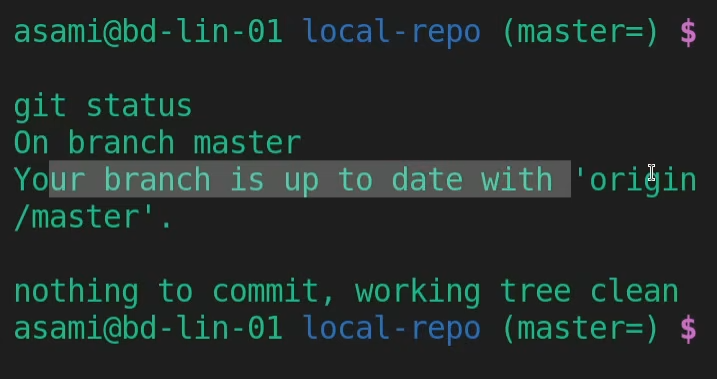 asami@bd-lin-01 local-repo (master=) $
git status
On branch master
Your branch is up to date with 'origin
/master'.
nothing to commit, working tree clean
asami@bd-lin-01 local-repo (master=) $